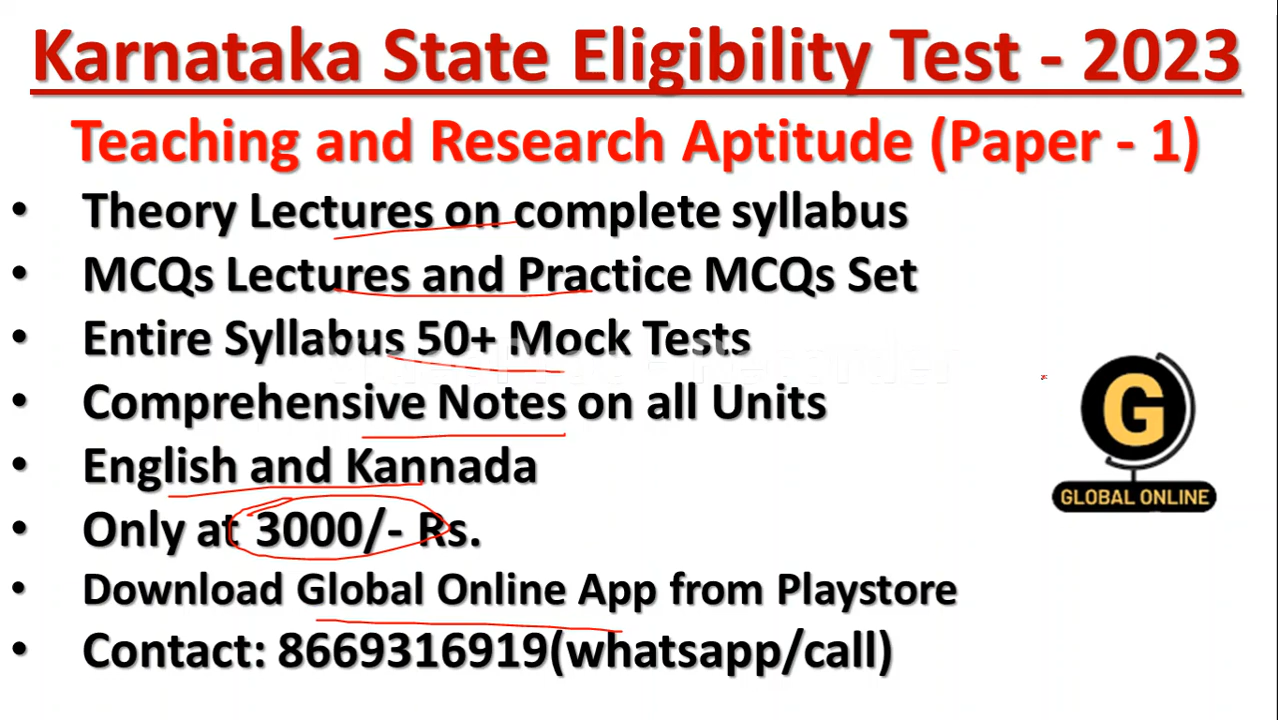 Karnataka State Eligibility Test - 2023
Teaching and Research Aptitude (Paper - 1)
• Theory Lectures on complete syllabus
• MCQs Lectures and Practice MCQs Set
• Entire Syllabus 50+ Mock Tests
• Comprehensive Notes on all Units
• English and Kannada
• Only at 3000/- Rs.
• Download Global Online App from Playstore
• Contact: 8669316919(whatsapp/call)
G
GLOBAL ONLINE
Recorder